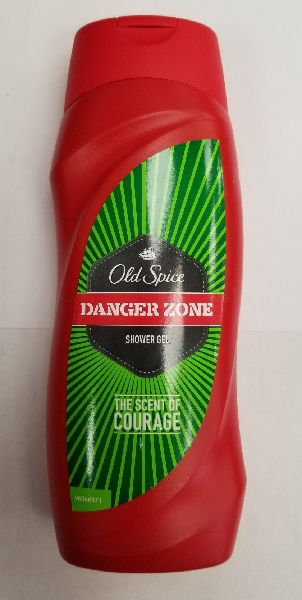 Old Spice
DANGER ZONE
SHOWER GEL
THE SCENT OF
COURAGE